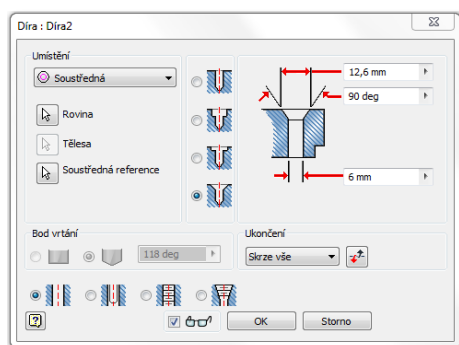 Díra : Díra2
Umístění
Soustředná
Rovina
Tělesa
Soustředná reference
12,6 mm
90 deg
6 mm
Bod vrtání
118 deg
Ukončení
Skrze vše
?
OK
Storno